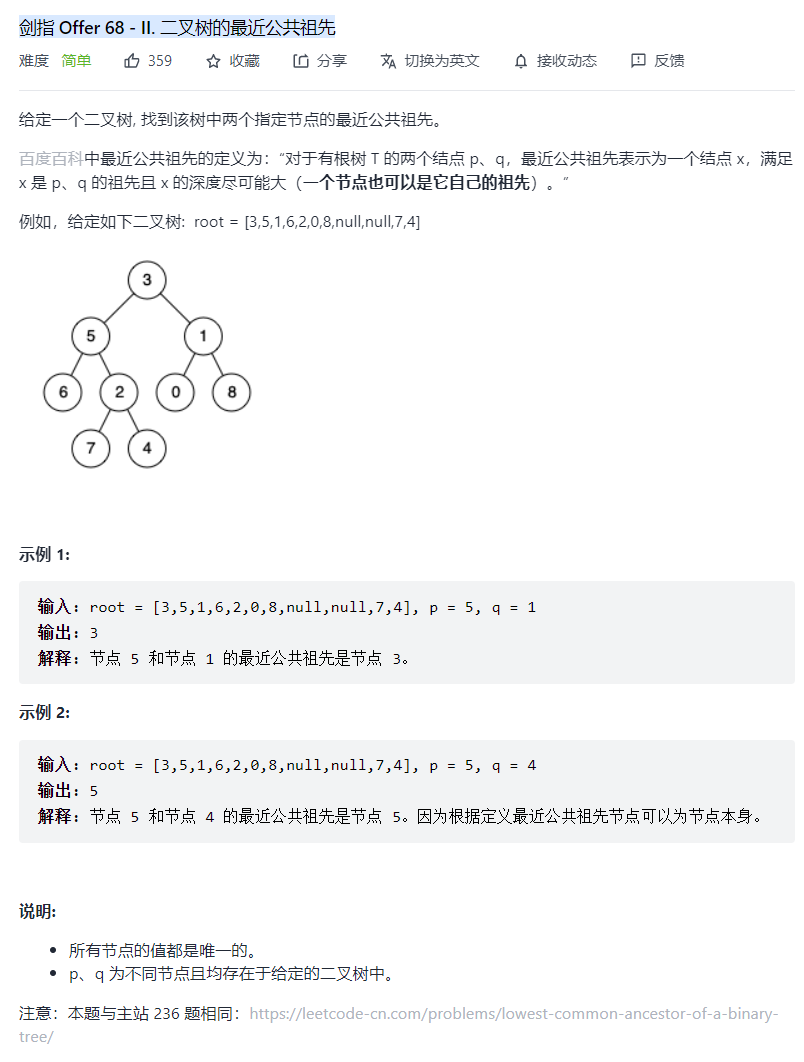 剑指 Offer 68 - II. 二叉树的最近公共祖先
难度 简单 359 收藏 分享 切换为英文 接收动态 反馈
给定一个二叉树, 找到该树中两个指定节点的最近公共祖先。
百度百科中最近公共祖先的定义为：“对于有根树 T 的两个结点 p、q，最近公共祖先表示为一个结点 x，满足
x 是 p、q 的祖先且 x 的深度尽可能大（一个节点也可以是它自己的祖先）。”
例如，给定如下二叉树: root = [3,5,1,6,2,0,8,null,null,7,4]
3
5 1
6 2 0 8
7 4
示例 1:
输入: root = [3,5,1,6,2,0,8,null,null,7,4], p = 5, q = 1
输出: 3
解释: 节点 5 和节点 1 的最近公共祖先是节点 3。
示例 2:
输入: root = [3,5,1,6,2,0,8,null,null,7,4], p = 5, q = 4
输出: 5
解释: 节点 5 和节点 4 的最近公共祖先是节点 5。因为根据定义最近公共祖先节点可以为节点本身。
说明:
• 所有节点的值都是唯一的。
• p、q 为不同节点且均存在于给定的二叉树中。
注意：本题与主站 236 题相同：https://leetcode-cn.com/problems/lowest-common-ancestor-of-a-binary-
tree/